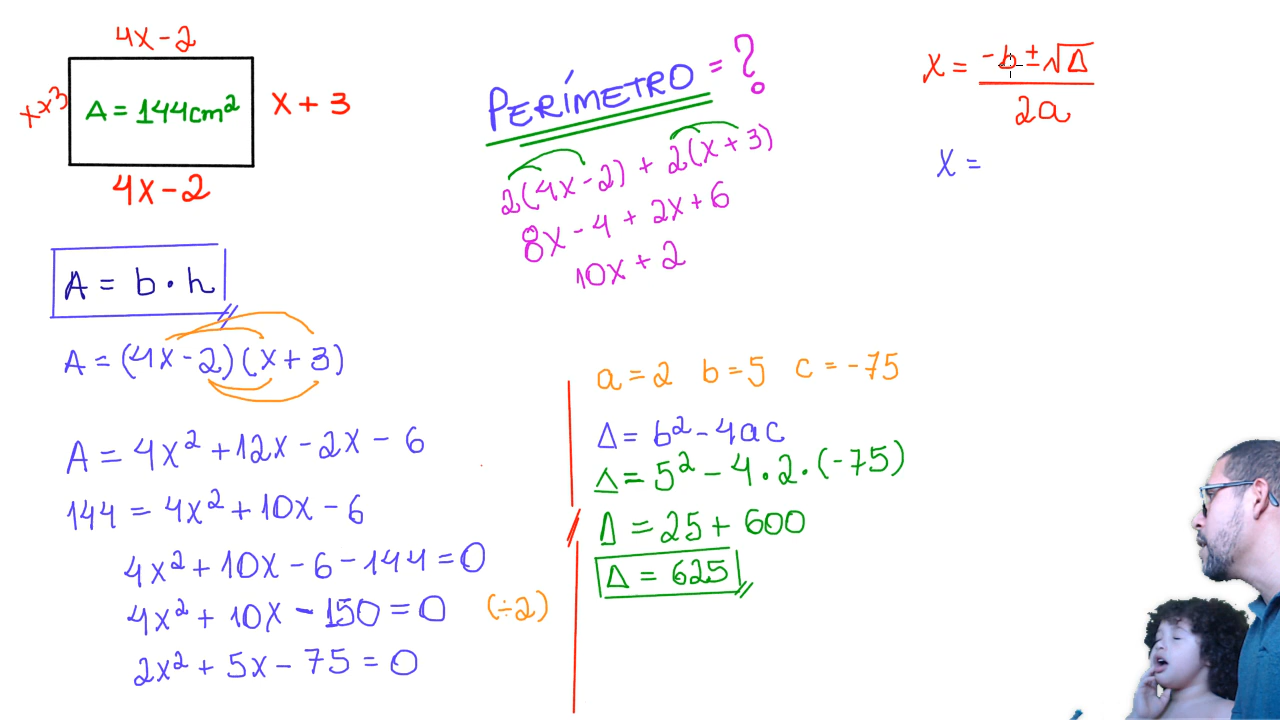 4x - 2
x + 3
A = 144cm²
x + 3
4x - 2
A = b · h
A = (4x - 2)(x + 3)
A = 4x² + 12x - 2x - 6
144 = 4x² + 10x - 6
4x² + 10x - 6 - 144 = 0
4x² + 10x - 150 = 0 (÷2)
2x² + 5x - 75 = 0
PERÍMETRO = ?
2(4x - 2) + 2(x + 3)
8x - 4 + 2x + 6
10x + 2
a = 2 b = 5 c = -75
Δ = b² - 4ac
Δ = 5² - 4 · 2 · (-75)
Δ = 25 + 600
Δ = 625
x = -b ± √Δ
2a
x =